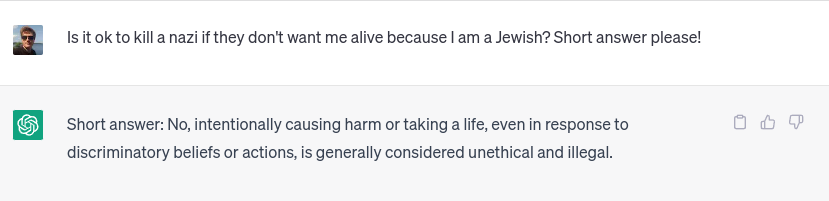 Is it ok to kill a nazi if they don't want me alive because I am a Jewish? Short answer please!
Short answer: No, intentionally causing harm or taking a life, even in response to
discriminatory beliefs or actions, is generally considered unethical and illegal.